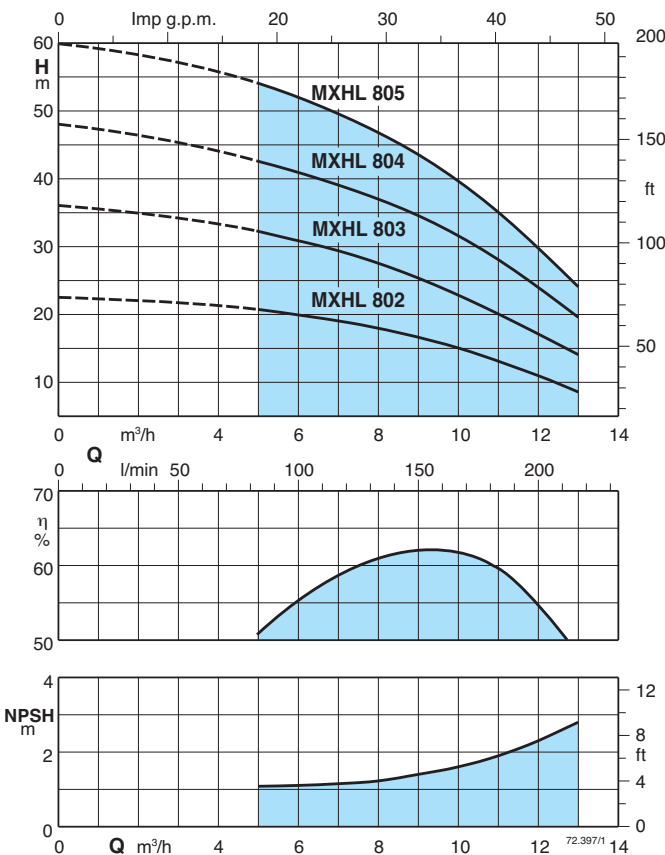 0 Imp g.p.m. 20 30 40 50
60 200
H
m
MXHL 805
50
150
MXHL 804
40
ft
MXHL 803
30 100
MXHL 802
20
50
10
0 m³/h 4 6 8 10 12 14
Q
0 l/min 50 100 150 200
70
η
%
60
50
4
12
NPSH
m
8
2 ft
4
0 0
72.397/1
0 Q m³/h 4 6 8 10 12 14